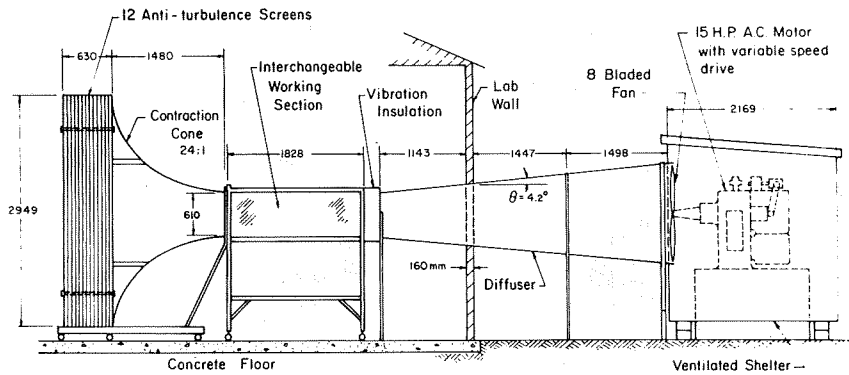 12 Anti-turbulence Screens
630
1480
Contraction
Cone
24:1
2949
610
Interchangeable
Working
Section
1828
Vibration
Insulation
1143
Lab
Wall
1447
1498
θ=4.2°
160mm
Diffuser
8 Bladed
Fan
15 H.P. A.C. Motor
with variable speed
drive
2169
Concrete Floor
Ventilated Shelter